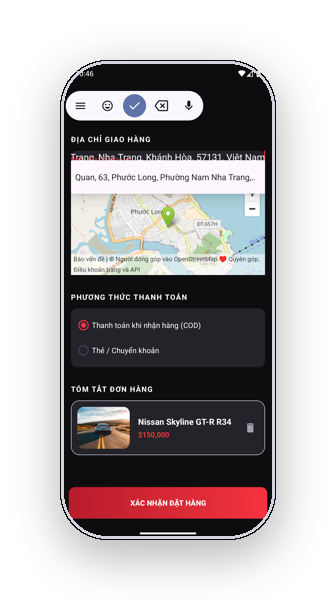 0:46
ĐỊA CHỈ GIAO HÀNG
Trang, Nha Trang, Khánh Hòa, 57131, Việt Nam
Quan, 63, Phước Long, Phường Nam Nha Trang,..
Phước Lon
ĐT.657H
Báo vấn đề | © Người đóng góp vào OpenStreetMap ❤️ Quyên góp.
Điều khoản trang và API
PHƯƠNG THỨC THANH TOÁN
Thanh toán khi nhận hàng (COD)
Thẻ / Chuyển khoản
TÓM TẮT ĐƠN HÀNG
Nissan Skyline GT-R R34
$150,000
XÁC NHẬN ĐẶT HÀNG